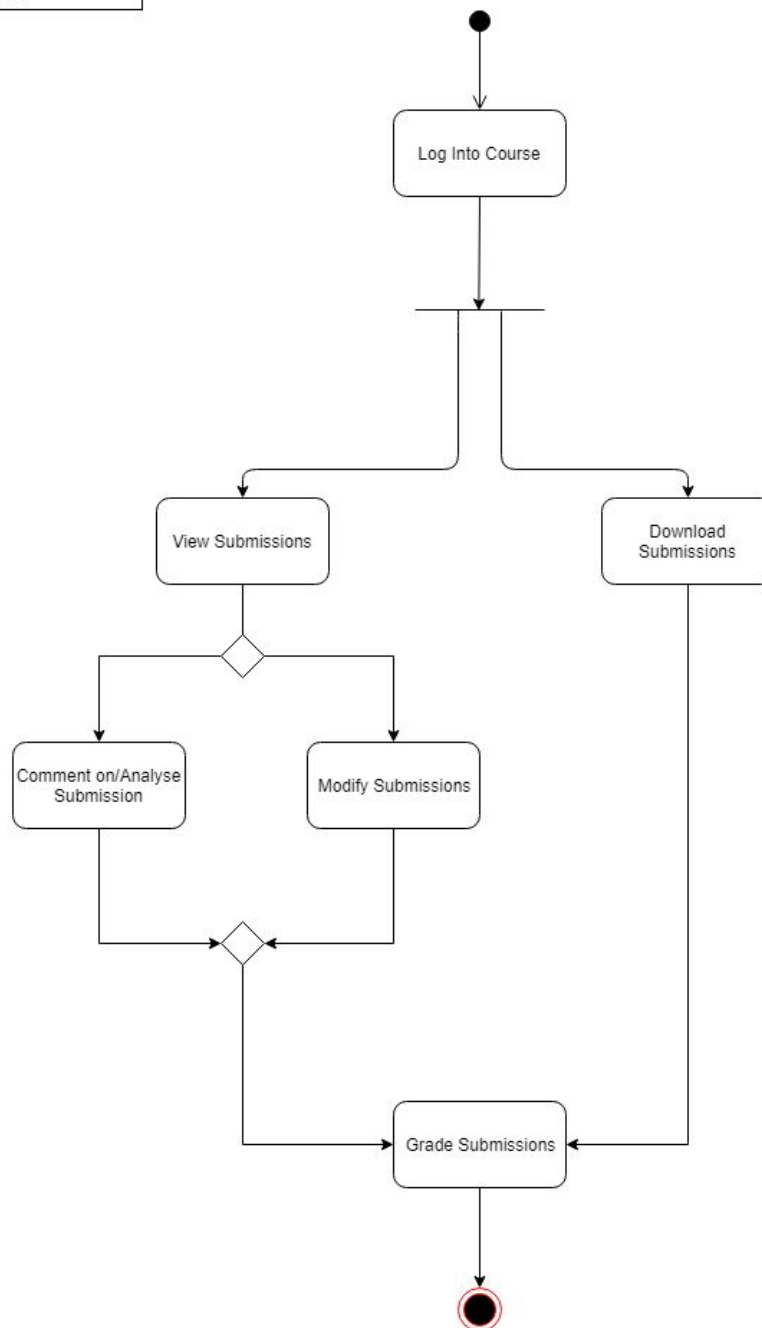 Log Into Course
View Submissions
Download
Submissions
Comment on/Analyse
Submission
Modify Submissions
Grade Submissions